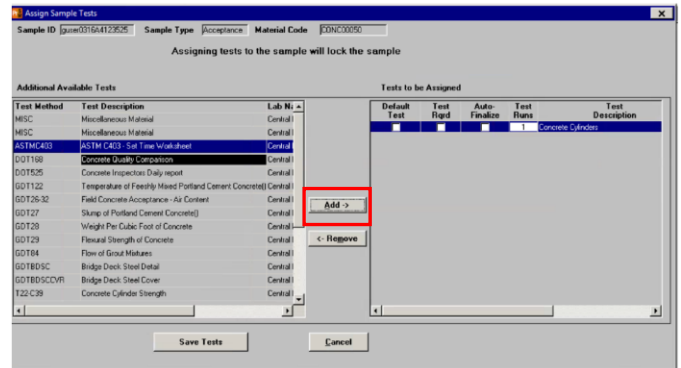 Assign Sample Tests
Sample ID guser0316A4123525 Sample Type Acceptance Material Code CONC00050
Assigning tests to the sample will lock the sample
Additional Available Tests
Tests to be Assigned
Test Method Test Description Lab Na
MISC Miscellaneous Material Central
MISC Miscellaneous Material Central
ASTMC403 ASTM C403 - Set Time Worksheet Central
DOT168 Concrete Quality Comparison Central
DOT525 Concrete Inspectors Daily report Central
GDT122 Temperature of Freshly Mixed Portland Cement Concrete() Central
GDT26-32 Field Concrete Acceptance - Air Content Central
GDT27 Slump of Portland Cement Concrete() Central
GDT28 Weight Per Cubic Foot of Concrete Central
GDT29 Flexural Strength of Concrete Central
GDT84 Flow of Grout Mixtures Central
GDTBDSC Bridge Deck Steel Detail Central
GDTBDSCCVR Bridge Deck Steel Cover Central
T22-C39 Concrete Cylinder Strength Central
Add ->
<- Remove
Default Test Test Rqrd Auto-Finalize Test Runs Test Description
1 Concrete Cylinders
Save Tests
Cancel